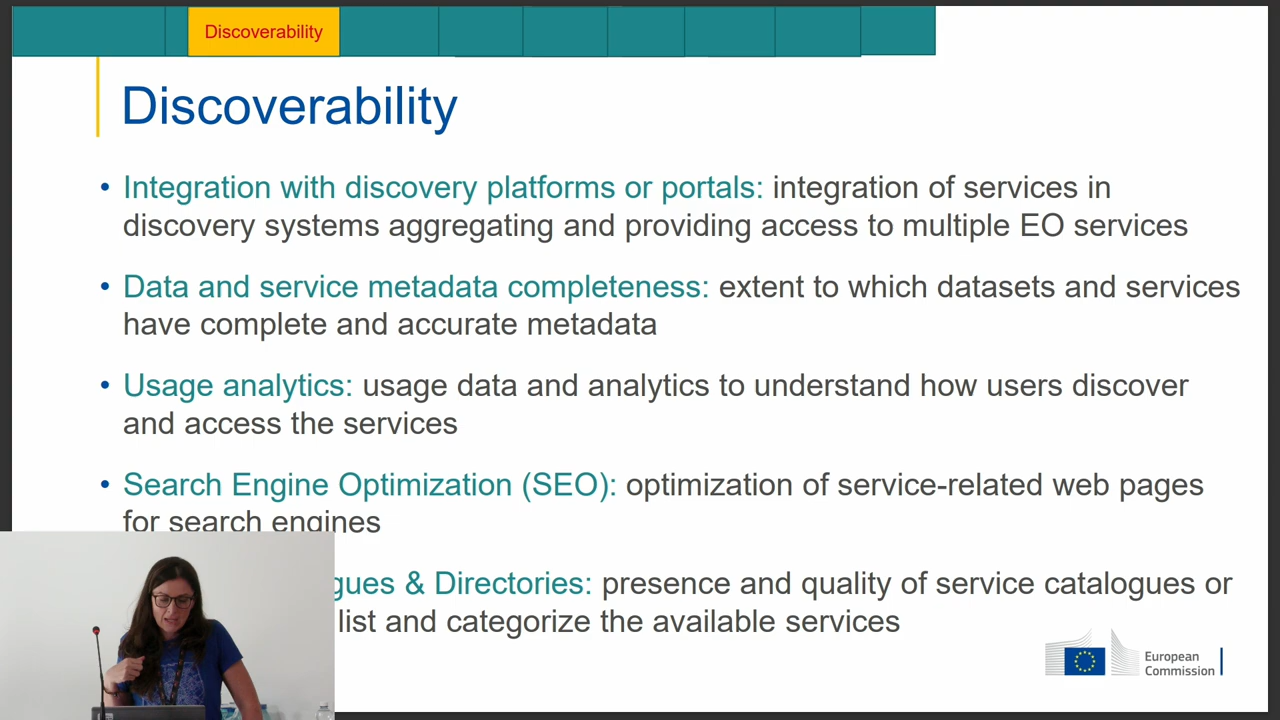 Discoverability
Discoverability
• Integration with discovery platforms or portals: integration of services in
discovery systems aggregating and providing access to multiple EO services
• Data and service metadata completeness: extent to which datasets and services
have complete and accurate metadata
• Usage analytics: usage data and analytics to understand how users discover
and access the services
• Search Engine Optimization (SEO): optimization of service-related web pages
for search engines
gues & Directories: presence and quality of service catalogues or
list and categorize the available services
European
Commission